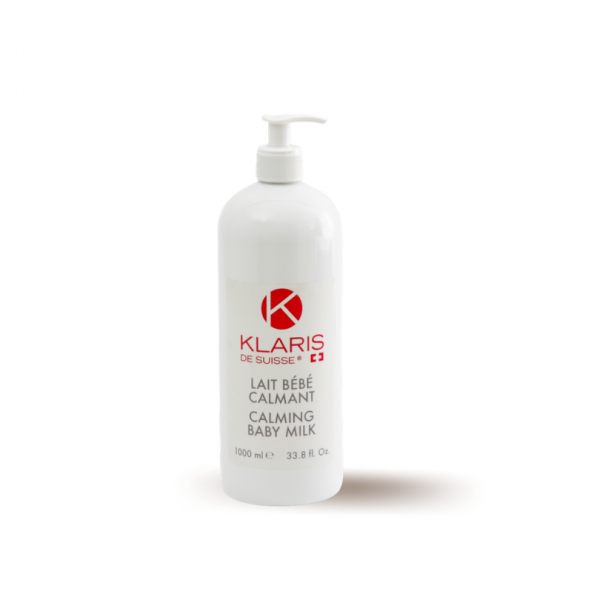 K
KLARIS
DE SUISSE®
LAIT BÉBÉ
CALMANT
CALMING
BABY MILK
1000 ml ℮ 33.8 fl. Oz.